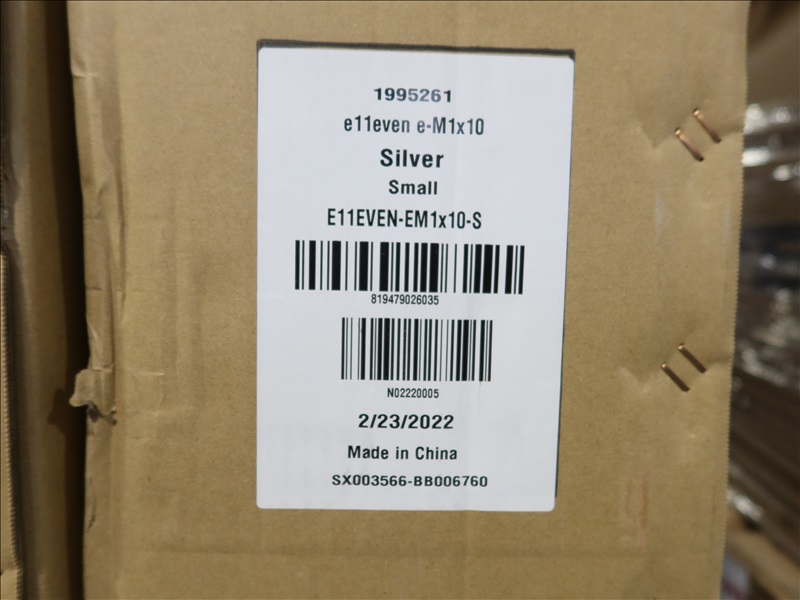 1995261
e11even e-M1x10
Silver
Small
E11EVEN-EM1x10-S
819479026035
N02220005
2/23/2022
Made in China
SX003566-BB006760